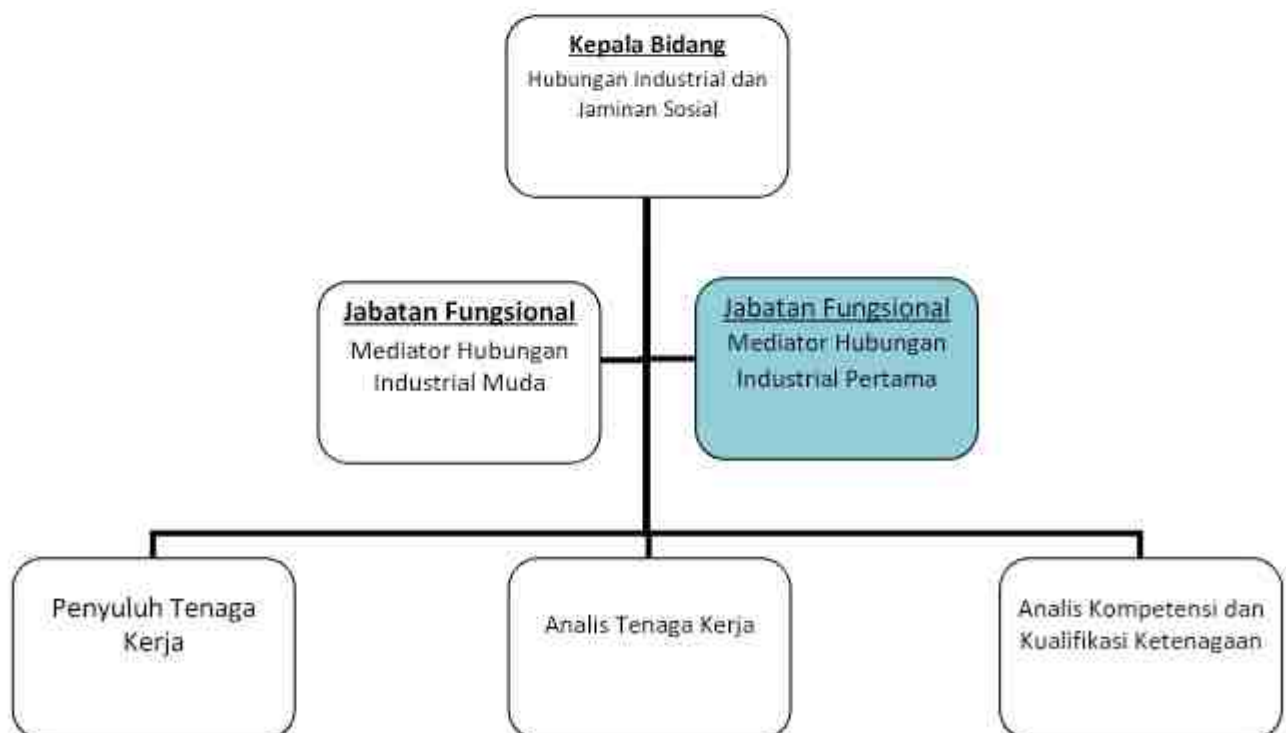 Kepala Bidang
Hubungan Industrial dan
Jaminan Sosial
Jabatan Fungsional
Mediator Hubungan
Industrial Muda
Jabatan Fungsional
Mediator Hubungan
Industrial Pertama
Penyuluh Tenaga
Kerja
Analis Tenaga Kerja
Analis Kompetensi dan
Kualifikasi Ketenagaan